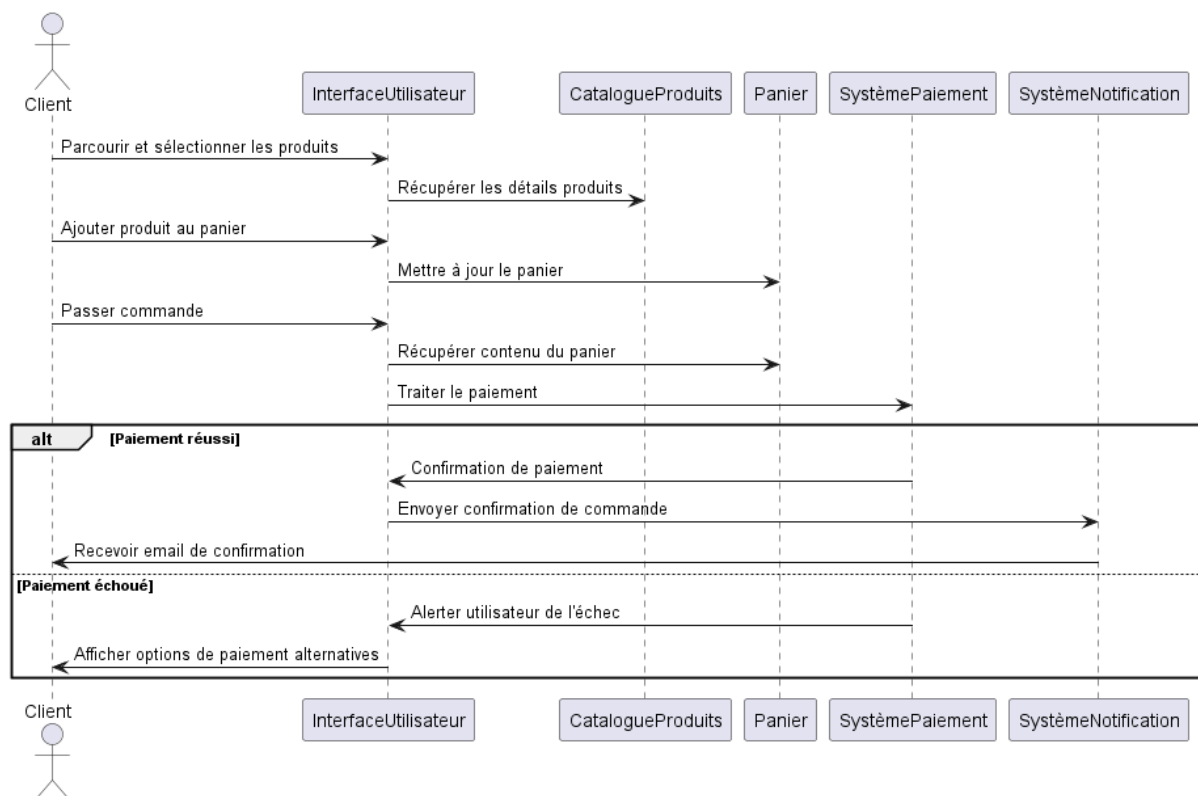 Client
InterfaceUtilisateur
CatalogueProduits
Panier
SystèmePaiement
SystèmeNotification
Parcourir et sélectionner les produits
Récupérer les détails produits
Ajouter produit au panier
Mettre à jour le panier
Passer commande
Récupérer contenu du panier
Traiter le paiement
alt
[Paiement réussi]
Confirmation de paiement
Envoyer confirmation de commande
Recevoir email de confirmation
[Paiement échoué]
Alerter utilisateur de l'échec
Afficher options de paiement alternatives
Client
InterfaceUtilisateur
CatalogueProduits
Panier
SystèmePaiement
SystèmeNotification